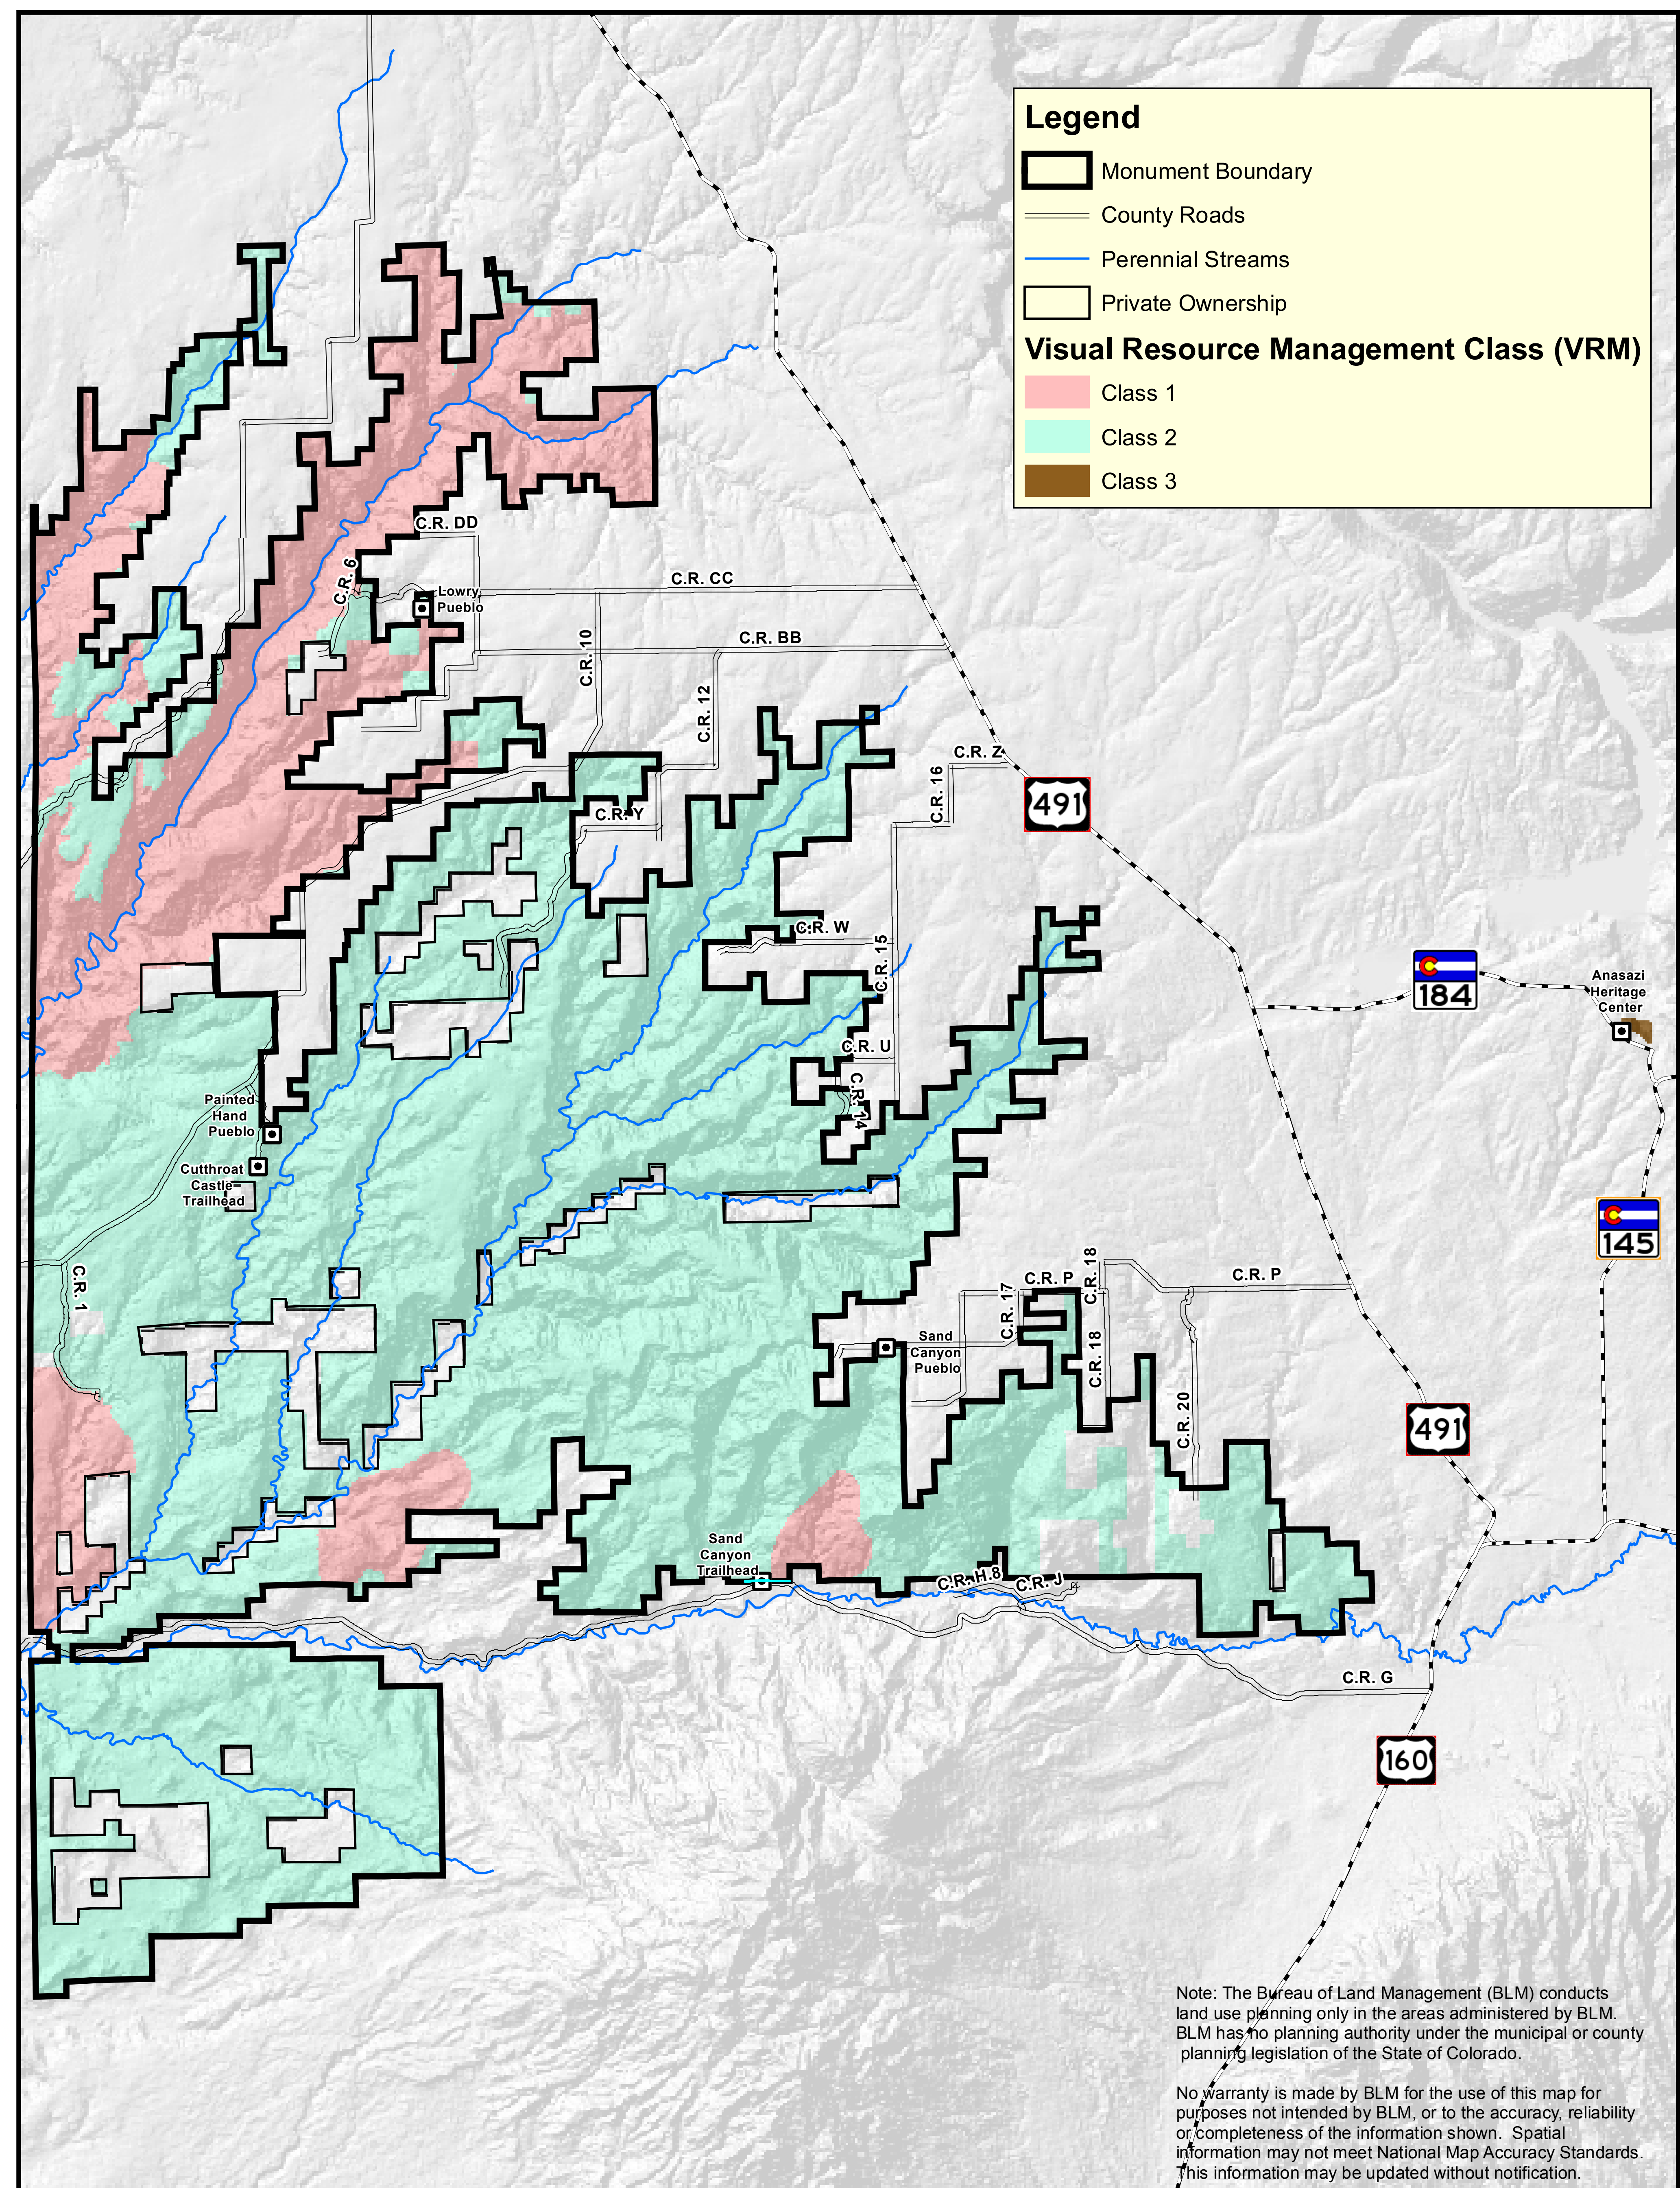 Legend
Monument Boundary
County Roads
Perennial Streams
Private Ownership
Visual Resource Management Class (VRM)
Class 1
Class 2
Class 3
C.R. DD
C.R. 6
Lowry
Pueblo
C.R. CC
C.R. 10
C.R. BB
C.R. 12
C.R. Z
C.R. 16
491
C.R. Y
C.R. W
C.R. 15
184
Anasazi
Heritage
Center
C.R. U
C.R. 14
Painted
Hand
Pueblo
Cutthroat
Castle
Trailhead
145
C.R. 1
C.R. 17
C.R. P
C.R. 18
C.R. P
Sand
Canyon
Pueblo
C.R. 18
C.R. 20
491
Sand
Canyon
Trailhead
C.R. H.8
C.R. J
C.R. G
160
Note: The Bureau of Land Management (BLM) conducts
land use planning only in the areas administered by BLM.
BLM has no planning authority under the municipal or county
planning legislation of the State of Colorado.
No warranty is made by BLM for the use of this map for
purposes not intended by BLM, or to the accuracy, reliability
or completeness of the information shown. Spatial
information may not meet National Map Accuracy Standards.
This information may be updated without notification.